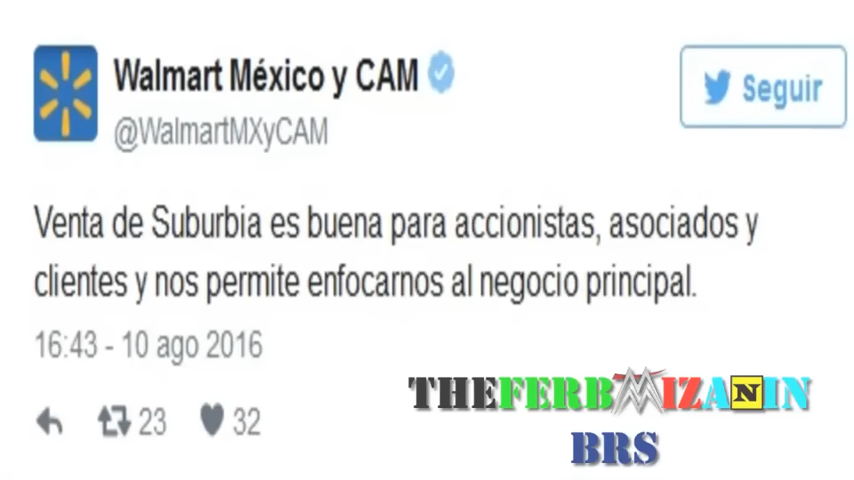 Walmart México y CAM
Seguir
@WalmartMXyCAM
Venta de Suburbia es buena para accionistas, asociados y
clientes y nos permite enfocarnos al negocio principal.
16:43 - 10 ago 2016
23 32
THEFERBMIZANIN
BRS